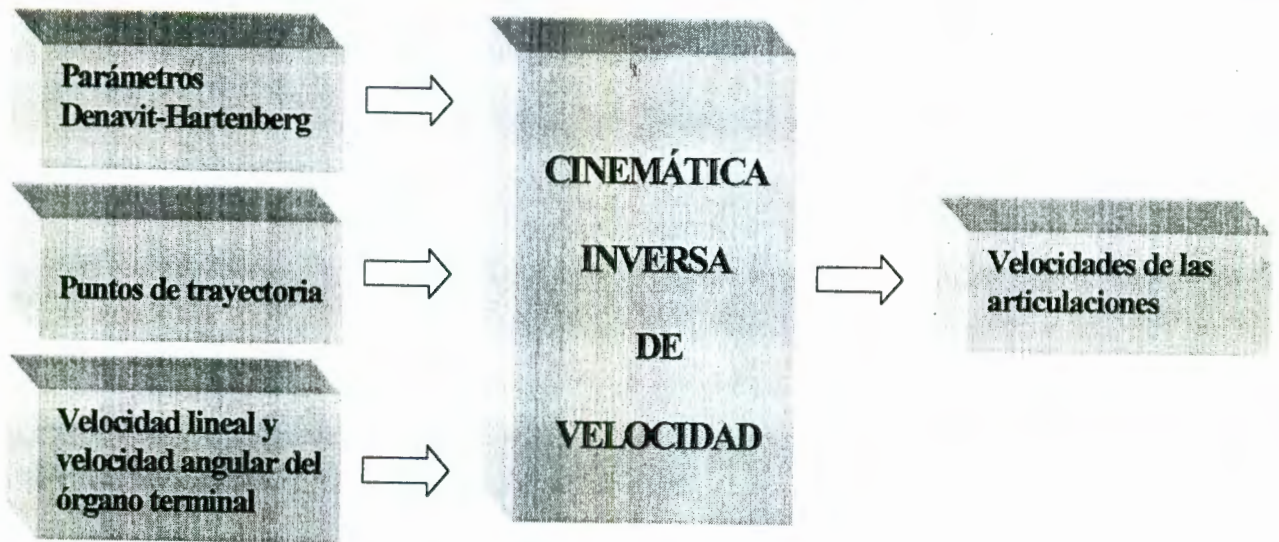 Parámetros
Denavit-Hartenberg
Puntos de trayectoria
Velocidad lineal y
velocidad angular del
órgano terminal
CINEMÁTICA
INVERSA
DE
VELOCIDAD
Velocidades de las
articulaciones